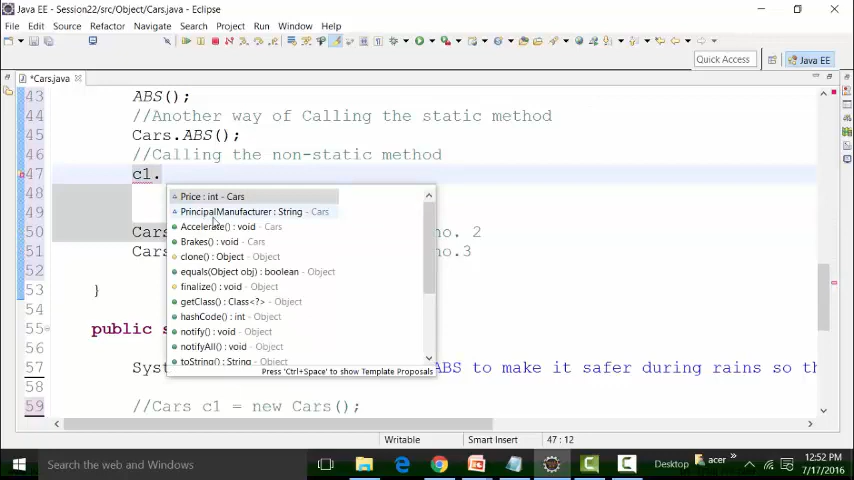 Java EE - Session22/src/Object/Cars.java - Eclipse
File Edit Source Refactor Navigate Search Project Run Window Help
Quick Access
Java EE
*Cars.java
43 ABS();
44 //Another way of Calling the static method
45 Cars.ABS();
46 //Calling the non-static method
47 c1.
48
Price : int - Cars
49
PrincipalManufacturer : String - Cars
Accelerate() : void - Cars
50 Cars no. 2
Brakes() : void - Cars
51 Cars no.3
clone() : Object - Object
52
equals(Object obj) : boolean - Object
53 }
finalize() : void - Object
getClass() : Class<?> - Object
54
hashCode() : int - Object
55 public s
notify() : void - Object
56
notifyAll() : void - Object
57 Syst ABS to make it safer during rains so th
toString() : String - Object
Press 'Ctrl+Space' to show Template Proposals
58
59 //Cars c1 = new Cars();
Writable Smart Insert 47 : 12
Search the web and Windows
Desktop
acer
12:52 PM
7/17/2016